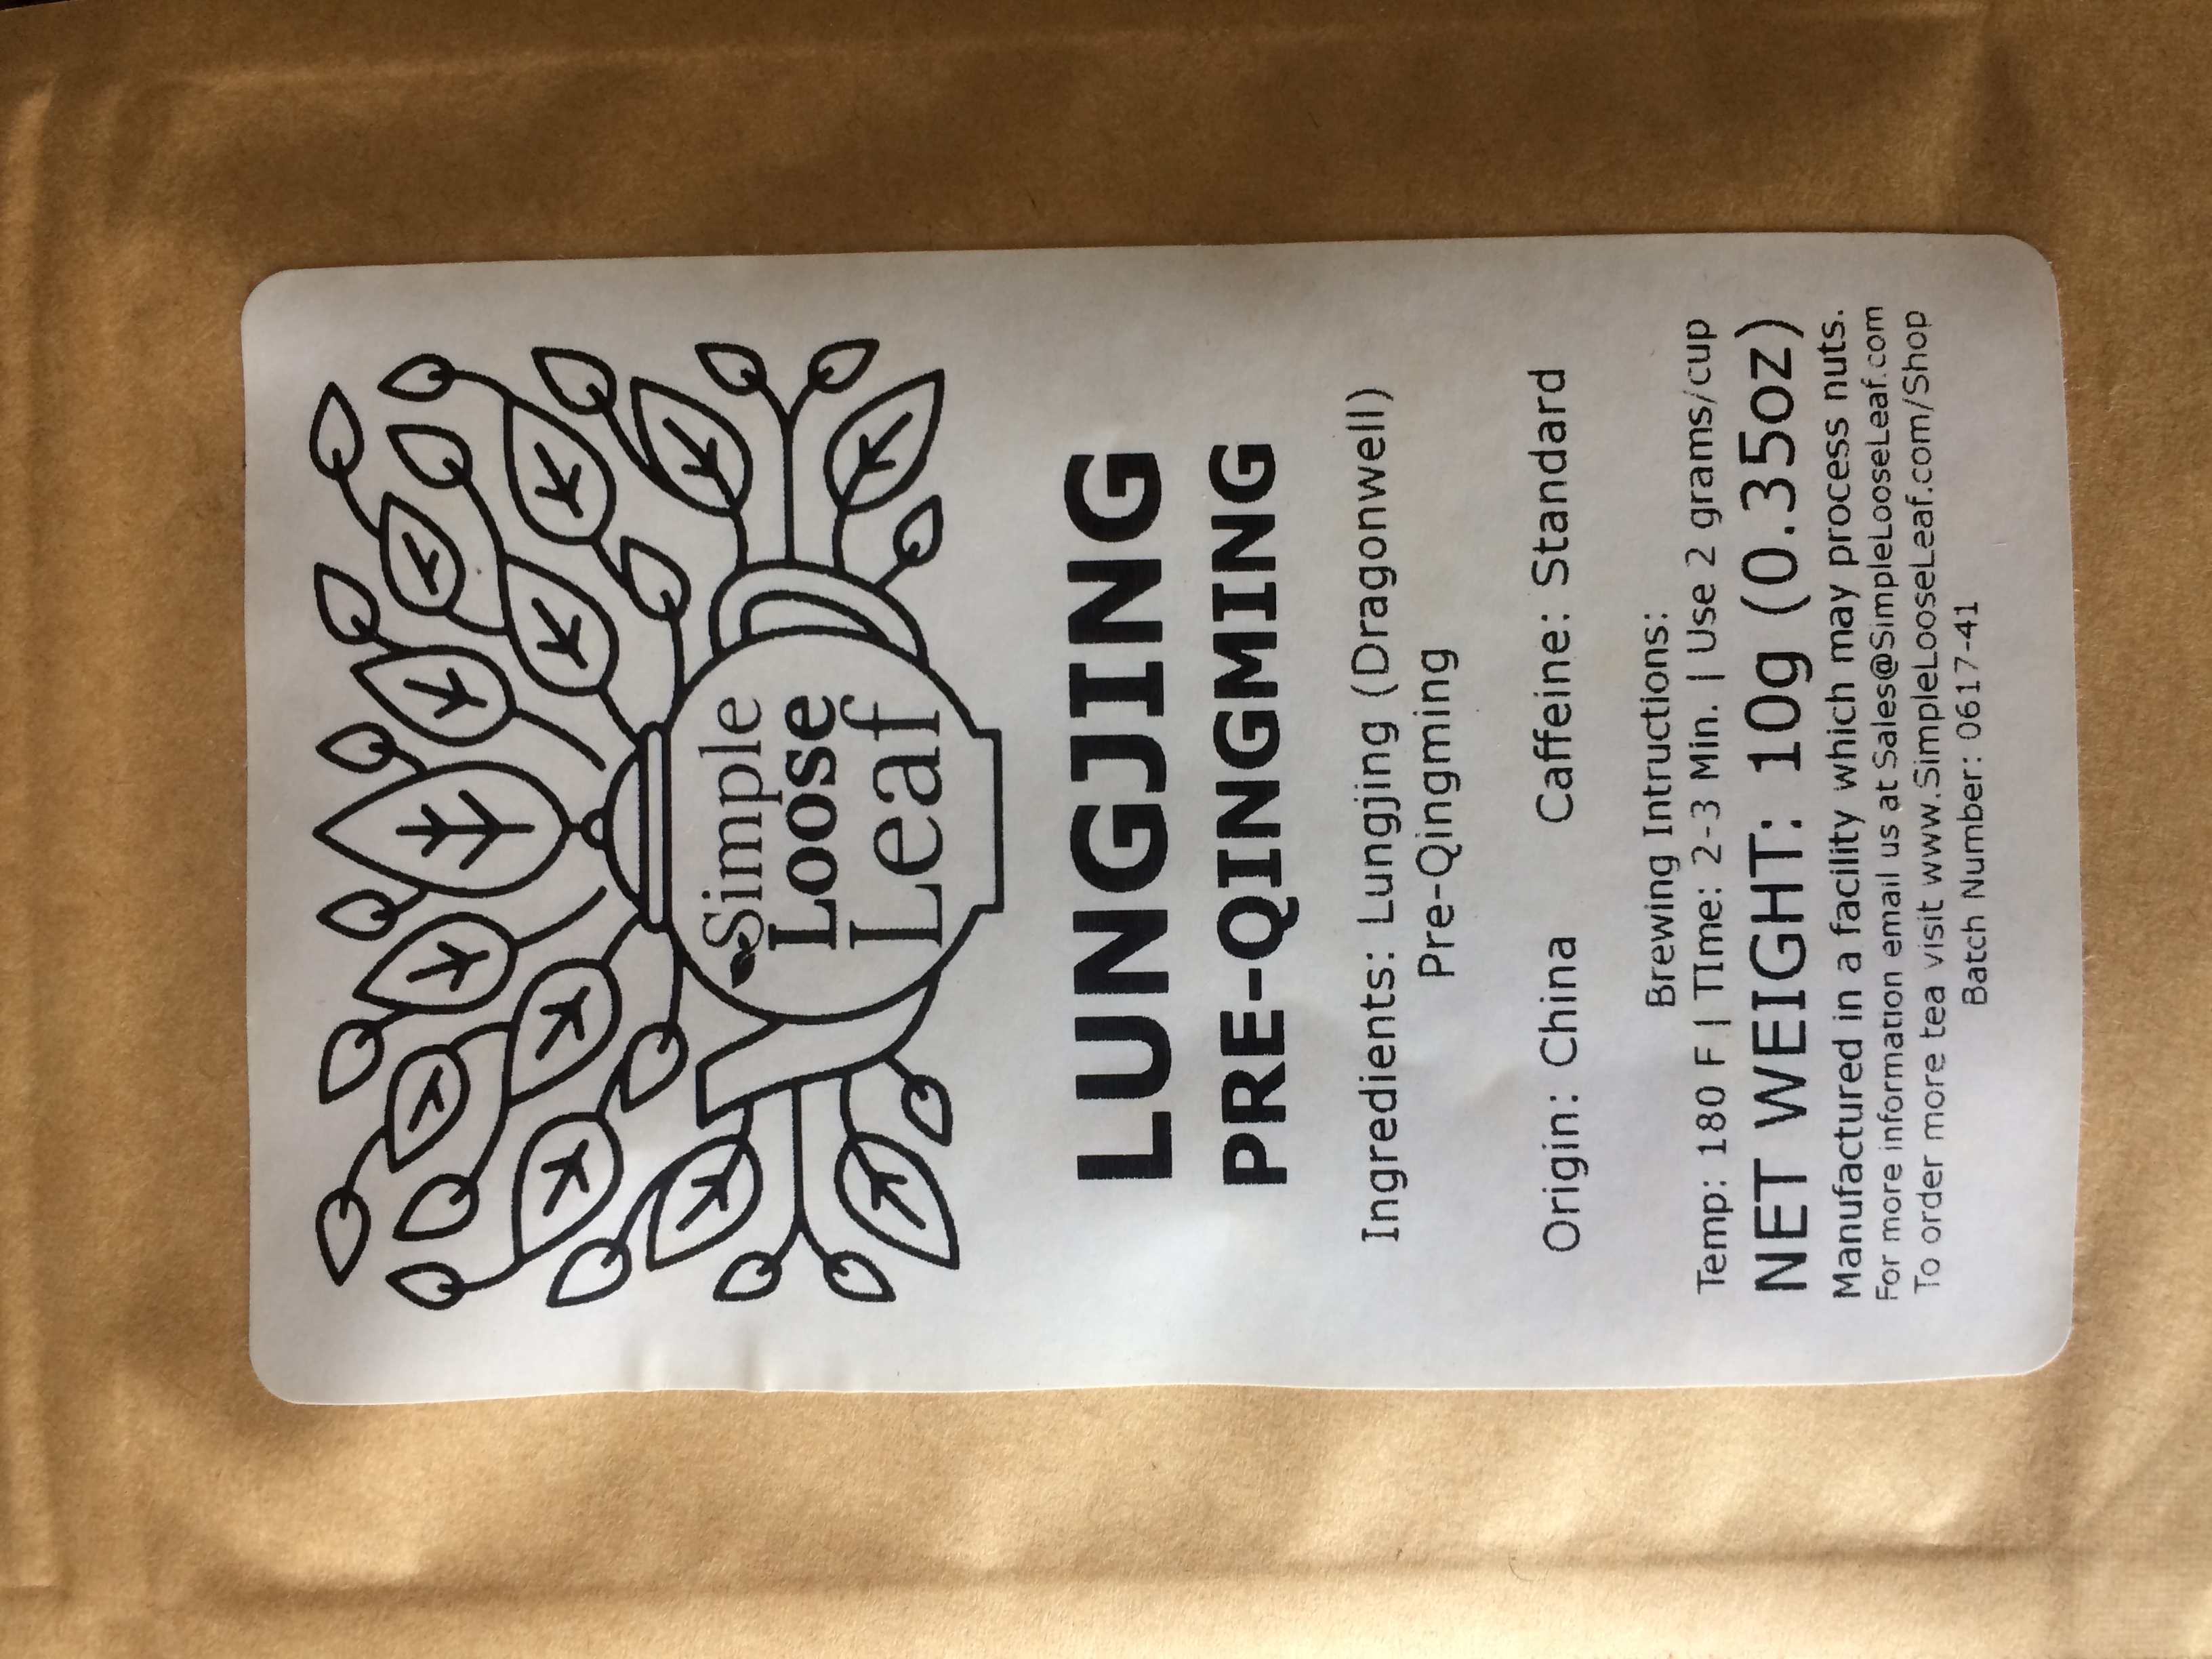 Simple
Loose
Leaf
LUNGJING
PRE-QINGMING
Ingredients: Lungjing (Dragonwell)
Pre-Qingming
Origin: China Caffeine: Standard
Brewing Intructions:
Temp: 180 F | TIme: 2-3 Min. | Use 2 grams/cup
NET WEIGHT: 10g (0.35oz)
Manufactured in a facility which may process nuts.
For more information email us at Sales@SimpleLooseLeaf.com
To order more tea visit www.SimpleLooseLeaf.com/Shop
Batch Number: 0617-41